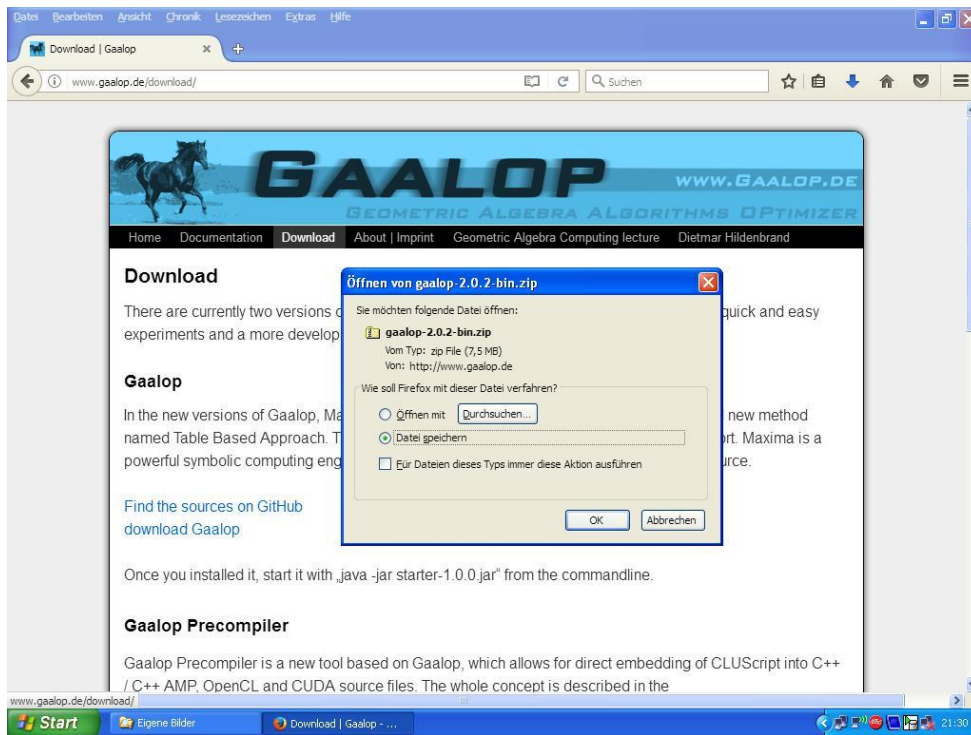 Datei Bearbeiten Ansicht Chronik Lesezeichen Extras Hilfe
Download | Gaalop
www.gaalop.de/download/
Suchen
GAALOP
WWW.GAALOP.DE
GEOMETRIC ALGEBRA ALGORITHMS OPTIMIZER
Home Documentation Download About | Imprint Geometric Algebra Computing lecture Dietmar Hildenbrand
Download
There are currently two versions quick and easy
experiments and a more develop
Gaalop
In the new versions of Gaalop, new method
named Table Based Approach. Maxima is a
powerful symbolic computing
Find the sources on GitHub
download Gaalop
Once you installed it, start it with „java -jar starter-1.0.0.jar“ from the commandline.
Gaalop Precompiler
Gaalop Precompiler is a new tool based on Gaalop, which allows for direct embedding of CLUScript into C++
/ C++ AMP, OpenCL and CUDA source files. The whole concept is described in the
Öffnen von gaalop-2.0.2-bin.zip
Sie möchten folgende Datei öffnen:
gaalop-2.0.2-bin.zip
Vom Typ: zip File (7,5 MB)
Von: http://www.gaalop.de
Wie soll Firefox mit dieser Datei verfahren?
Öffnen mit Durchsuchen...
Datei speichern
Für Dateien dieses Typs immer diese Aktion ausführen
OK Abbrechen
www.gaalop.de/download/
Start Eigene Bilder Download | Gaalop - ... 21:30